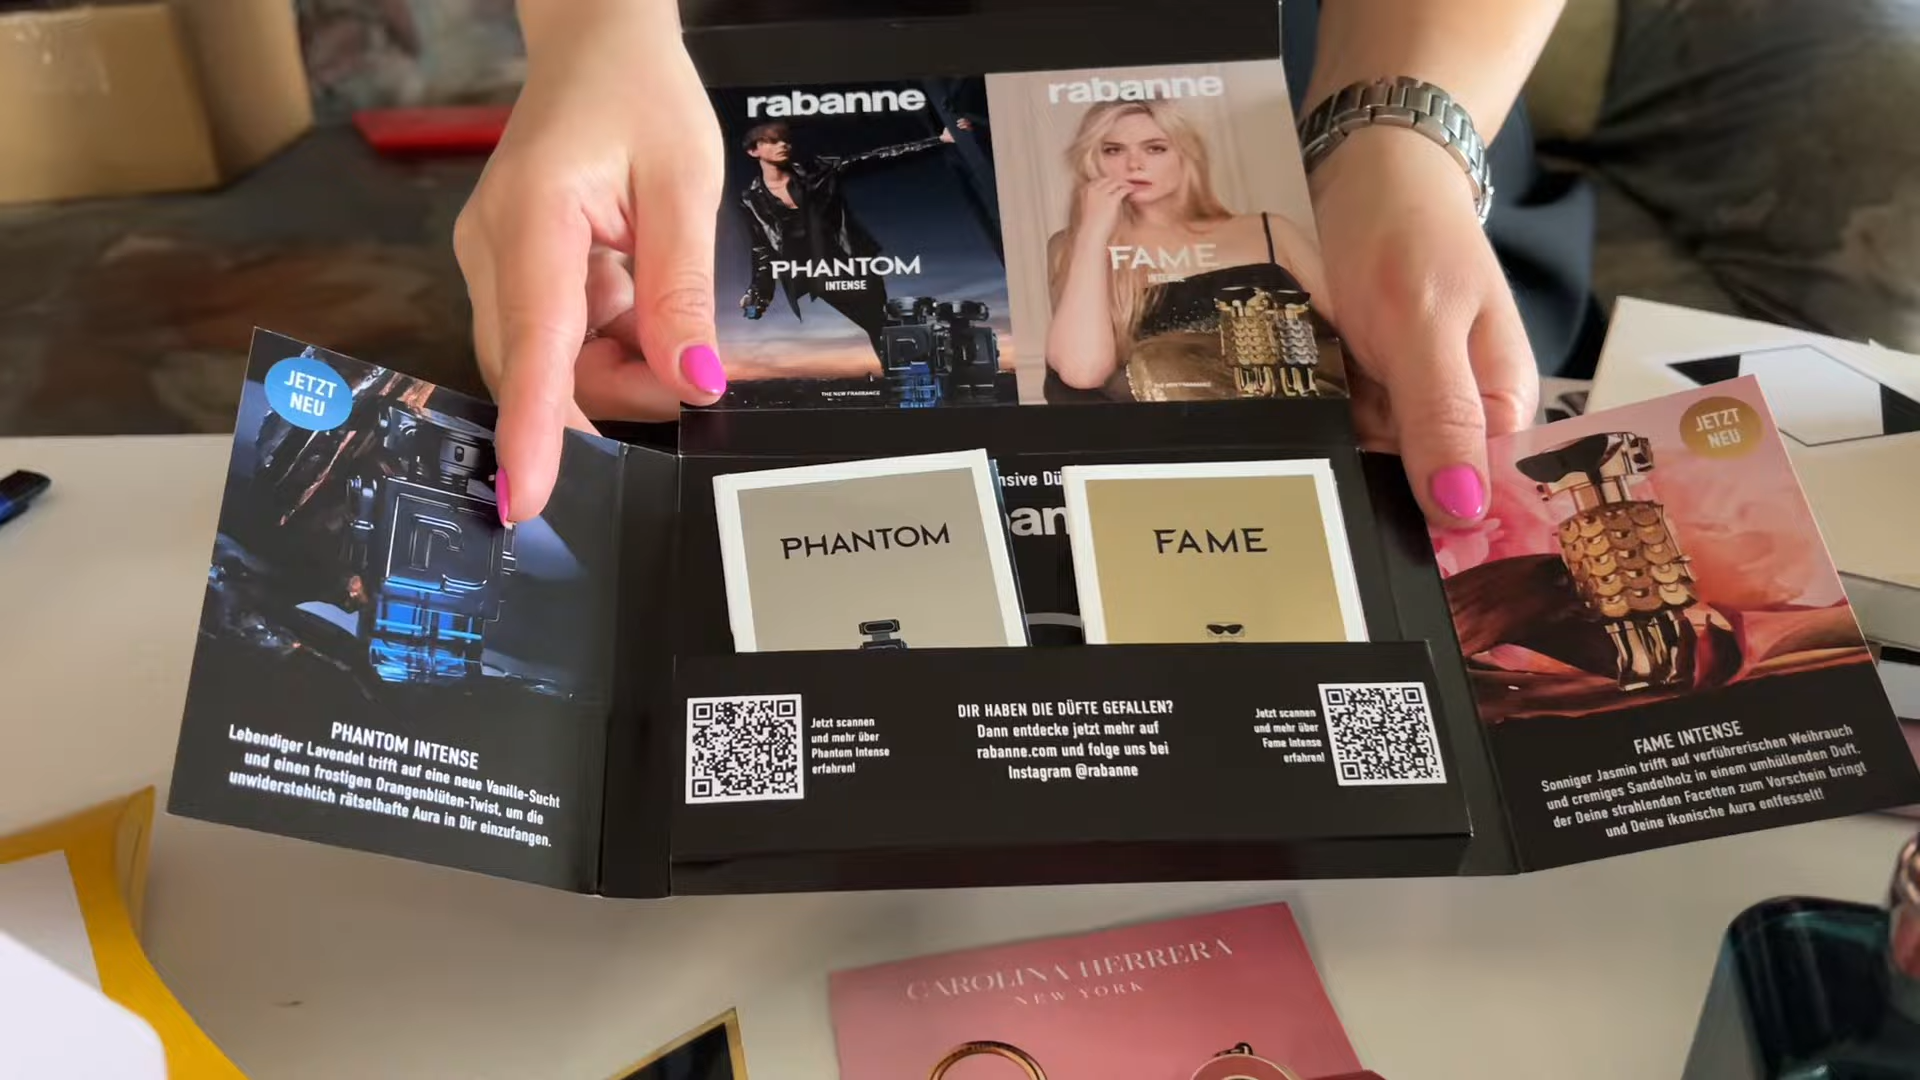 rabanne
PHANTOM
INTENSE
THE NEW FRAGRANCE
rabanne
FAME
INTENSE
JETZT
NEU
PHANTOM INTENSE
Lebendiger Lavendel trifft auf eine neue Vanille-Sucht
und einen frostigen Orangenblüten-Twist, um die
unwiderstehlich rätselhafte Aura in Dir einzufangen.
PHANTOM
FAME
Jetzt scannen
und mehr über
Phantom Intense
erfahren!
DIR HABEN DIE DÜFTE GEFALLEN?
Dann entdecke jetzt mehr auf
rabanne.com und folge uns bei
Instagram @rabanne
Jetzt scannen
und mehr über
Fame Intense
erfahren!
JETZT
NEU
FAME INTENSE
Sonniger Jasmin trifft auf verführerischen Weihrauch
und cremiges Sandelholz in einem umhüllenden Duft,
der Deine strahlenden Facetten zum Vorschein bringt
und Deine ikonische Aura entfesselt!
CAROLINA HERRERA
NEW YORK